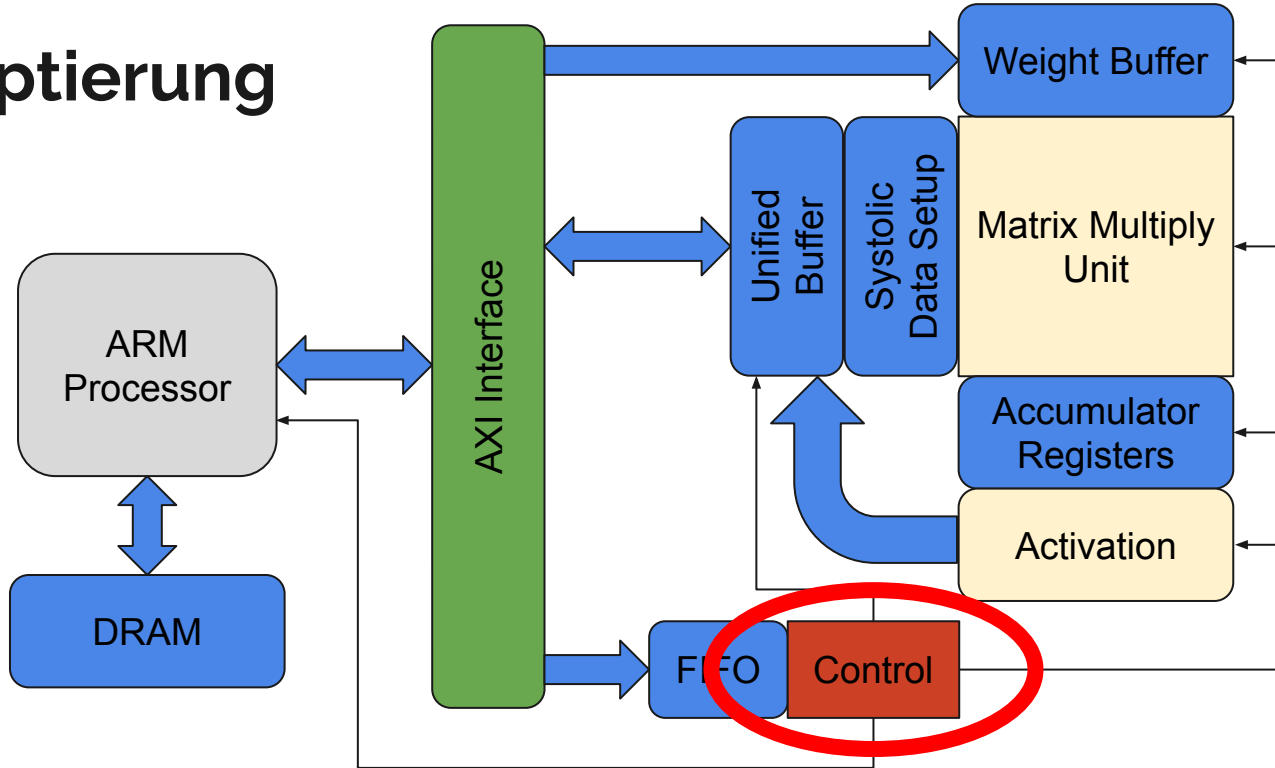 ptierung
Weight Buffer
Unified
Buffer
Systolic
Data Setup
Matrix Multiply
Unit
AXI Interface
ARM
Processor
Accumulator
Registers
Activation
DRAM
FIFO
Control